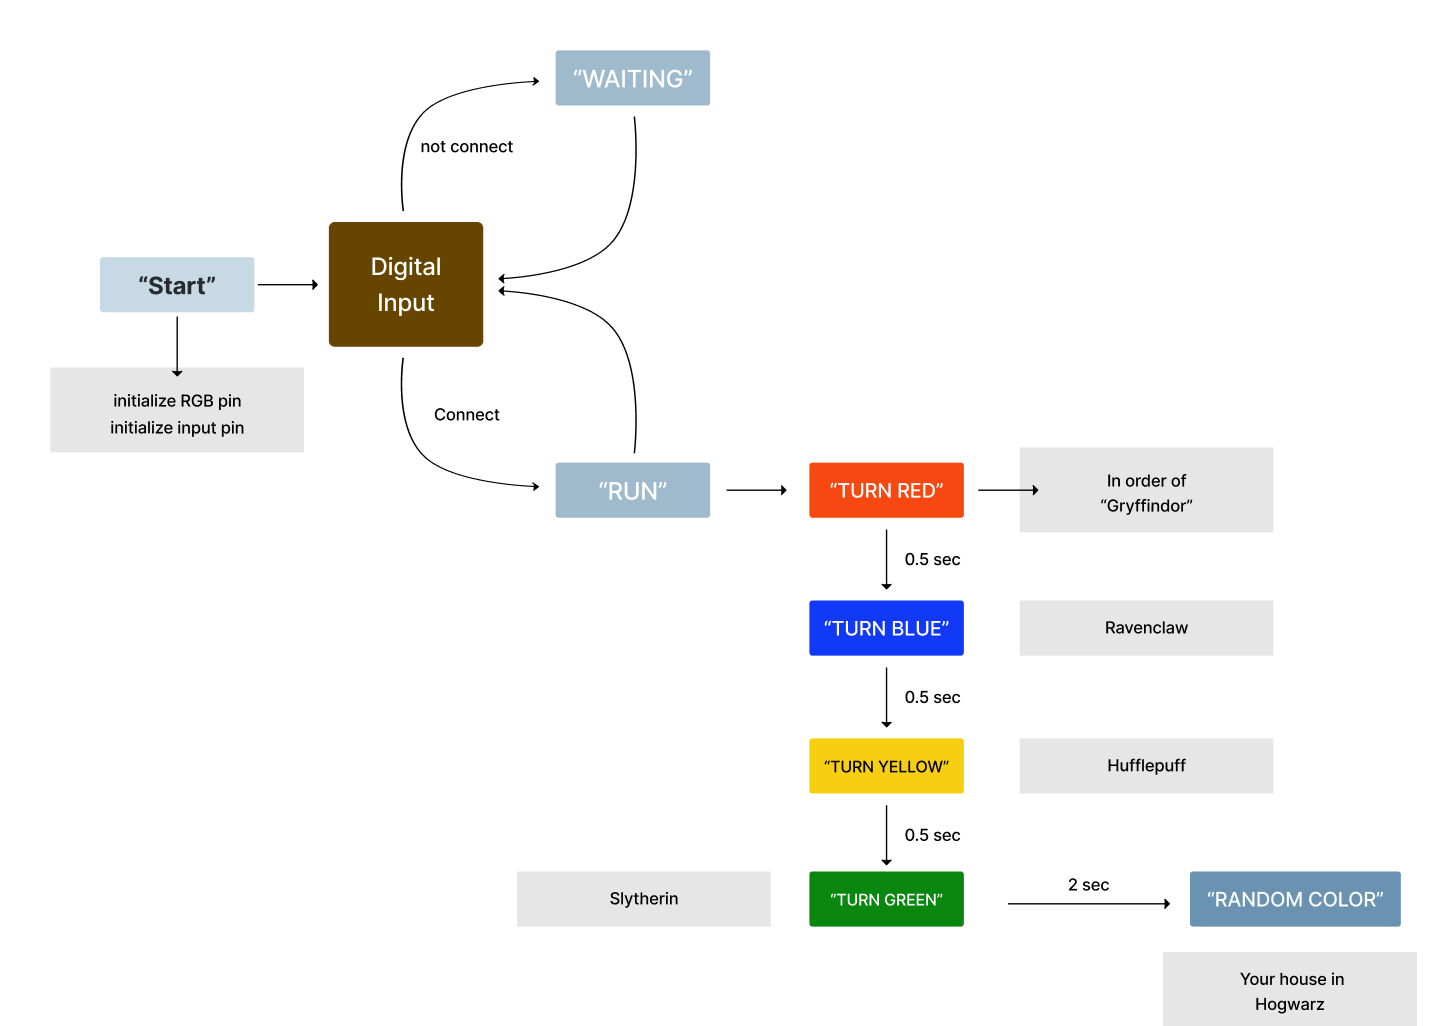 “WAITING”
not connect
Digital
Input
“Start”
initialize RGB pin
initialize input pin
Connect
“RUN”
“TURN RED”
In order of
“Gryffindor”
0.5 sec
“TURN BLUE”
Ravenclaw
0.5 sec
“TURN YELLOW”
Hufflepuff
0.5 sec
Slytherin
“TURN GREEN”
2 sec
“RANDOM COLOR”
Your house in
Hogwarz